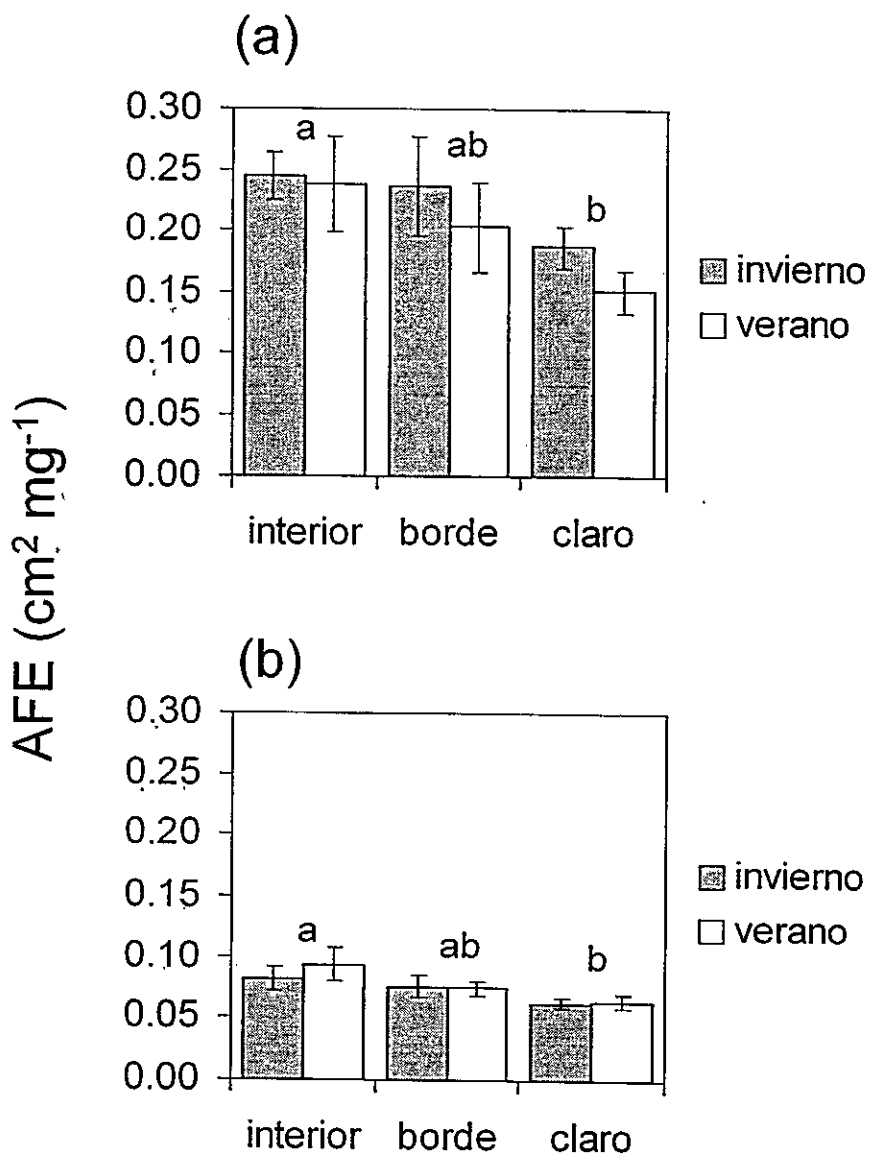 (a)
AFE (cm² mg⁻¹)
0.30
0.25
0.20
0.15
0.10
0.05
0.00
a
ab
b
invierno
verano
interior borde claro
(b)
0.30
0.25
0.20
0.15
0.10
0.05
0.00
a
ab
b
invierno
verano
interior borde claro